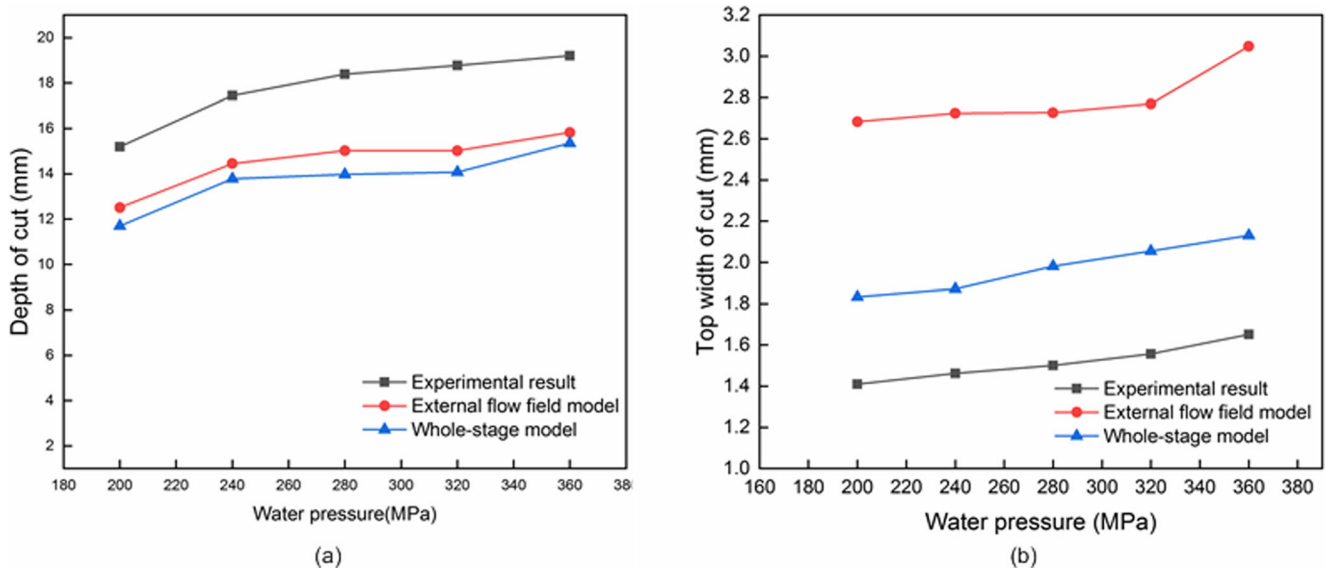 20
18
16
14
12
10
8
6
4
2
Depth of cut (mm)
Experimental result
External flow field model
Whole-stage model
180 200 220 240 260 280 300 320 340 360 38
Water pressure(MPa)
(a)
3.2
3.0
2.8
2.6
2.4
2.2
2.0
1.8
1.6
1.4
1.2
1.0
Top width of cut (mm)
Experimental result
External flow field model
Whole-stage model
160 180 200 220 240 260 280 300 320 340 360 380
Water pressure (MPa)
(b)